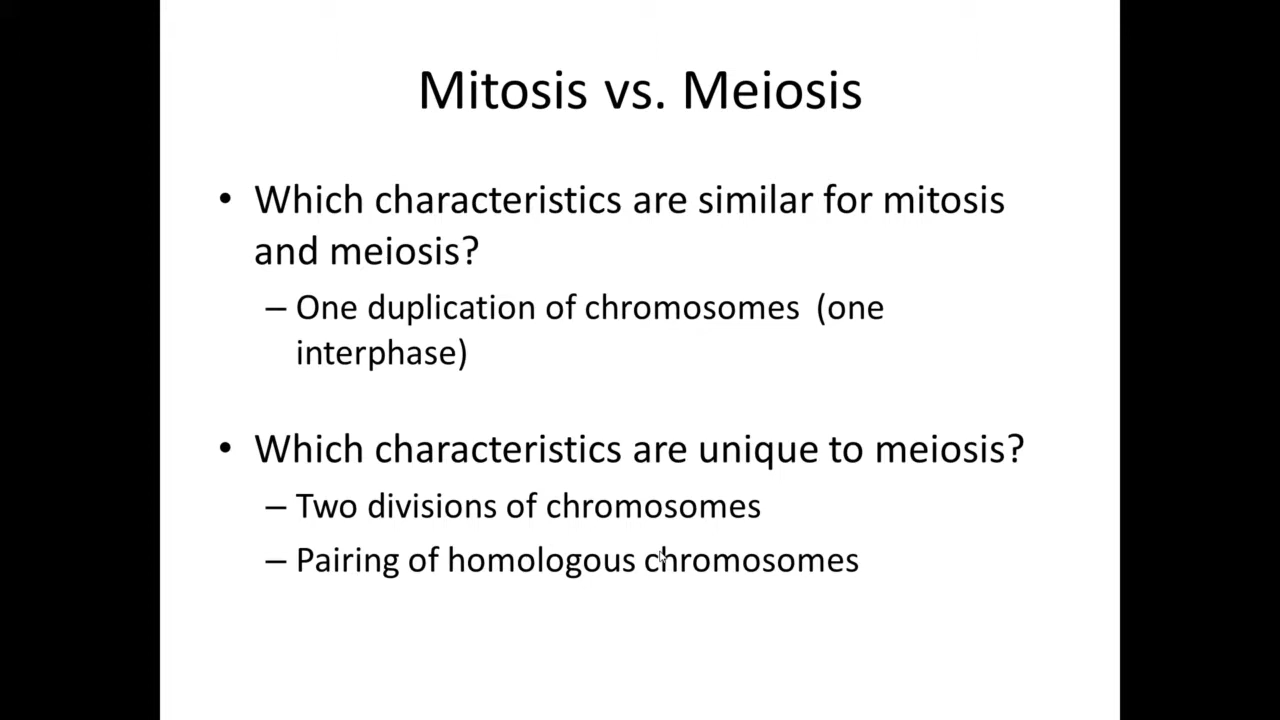 Mitosis vs. Meiosis
• Which characteristics are similar for mitosis
and meiosis?
– One duplication of chromosomes (one
interphase)
• Which characteristics are unique to meiosis?
– Two divisions of chromosomes
– Pairing of homologous chromosomes